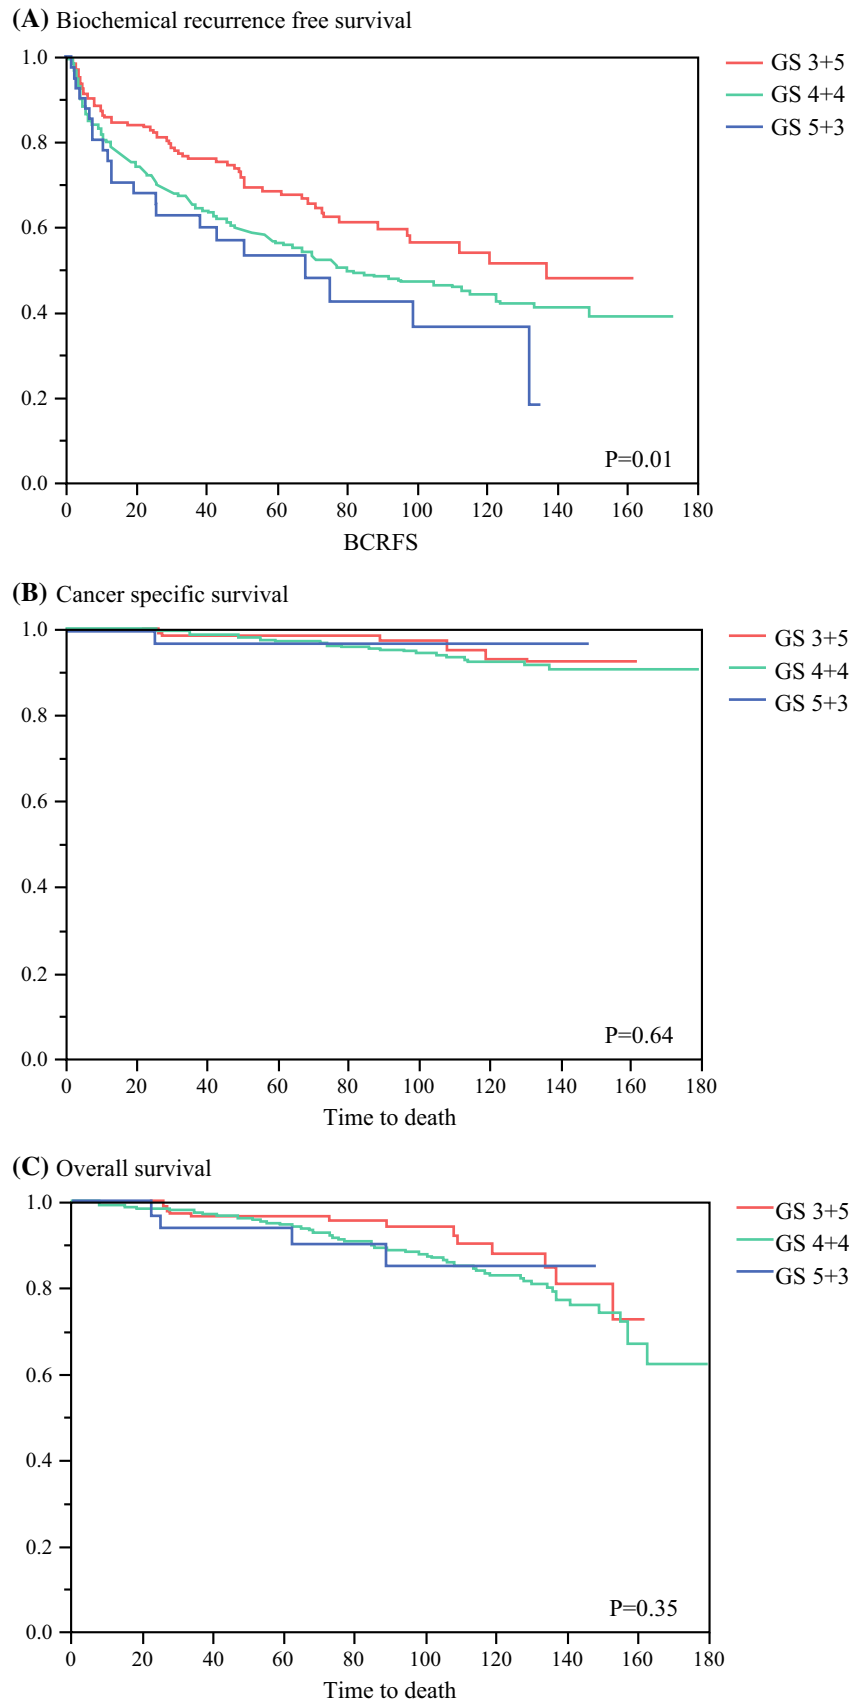 (A) Biochemical recurrence free survival
1.0
0.8
0.6
0.4
0.2
0.0
GS 3+5
GS 4+4
GS 5+3
P=0.01
0 20 40 60 80 100 120 140 160 180
BCRFS
(B) Cancer specific survival
1.0
0.8
0.6
0.4
0.2
0.0
GS 3+5
GS 4+4
GS 5+3
P=0.64
0 20 40 60 80 100 120 140 160 180
Time to death
(C) Overall survival
1.0
0.8
0.6
0.4
0.2
0.0
GS 3+5
GS 4+4
GS 5+3
P=0.35
0 20 40 60 80 100 120 140 160 180
Time to death